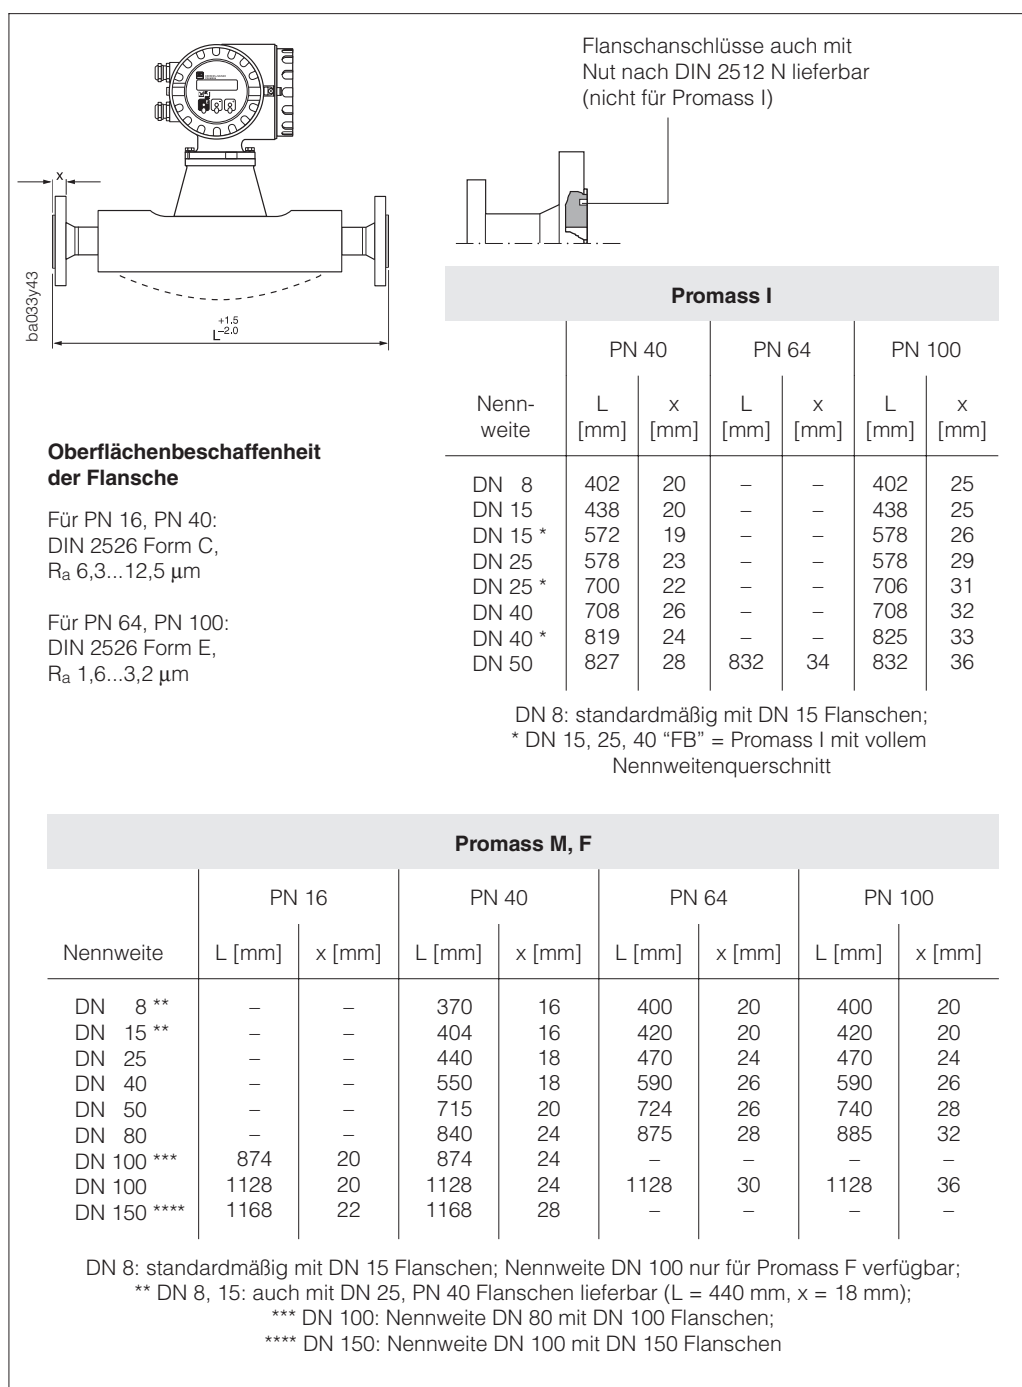 Flanschanschlüsse auch mit
Nut nach DIN 2512 N lieferbar
(nicht für Promass I)
x
ba033y43
L +1.5 –2.0
Oberflächenbeschaffenheit
der Flansche
Für PN 16, PN 40:
DIN 2526 Form C,
Ra 6,3...12,5 µm
Für PN 64, PN 100:
DIN 2526 Form E,
Ra 1,6...3,2 µm
Promass I
PN 40 PN 64 PN 100
Nenn- L x L x L x
weite [mm] [mm] [mm] [mm] [mm] [mm]
DN 8 402 20 – – 402 25
DN 15 438 20 – – 438 25
DN 15 * 572 19 – – 578 26
DN 25 578 23 – – 578 29
DN 25 * 700 22 – – 706 31
DN 40 708 26 – – 708 32
DN 40 * 819 24 – – 825 33
DN 50 827 28 832 34 832 36
DN 8: standardmäßig mit DN 15 Flanschen;
* DN 15, 25, 40 “FB” = Promass I mit vollem
Nennweitenquerschnitt
Promass M, F
PN 16 PN 40 PN 64 PN 100
Nennweite L [mm] x [mm] L [mm] x [mm] L [mm] x [mm] L [mm] x [mm]
DN 8 ** – – 370 16 400 20 400 20
DN 15 ** – – 404 16 420 20 420 20
DN 25 – – 440 18 470 24 470 24
DN 40 – – 550 18 590 26 590 26
DN 50 – – 715 20 724 26 740 28
DN 80 – – 840 24 875 28 885 32
DN 100 *** 874 20 874 24 – – – –
DN 100 1128 20 1128 24 1128 30 1128 36
DN 150 **** 1168 22 1168 28 – – – –
DN 8: standardmäßig mit DN 15 Flanschen; Nennweite DN 100 nur für Promass F verfügbar;
** DN 8, 15: auch mit DN 25, PN 40 Flanschen lieferbar (L = 440 mm, x = 18 mm);
*** DN 100: Nennweite DN 80 mit DN 100 Flanschen;
**** DN 150: Nennweite DN 100 mit DN 150 Flanschen